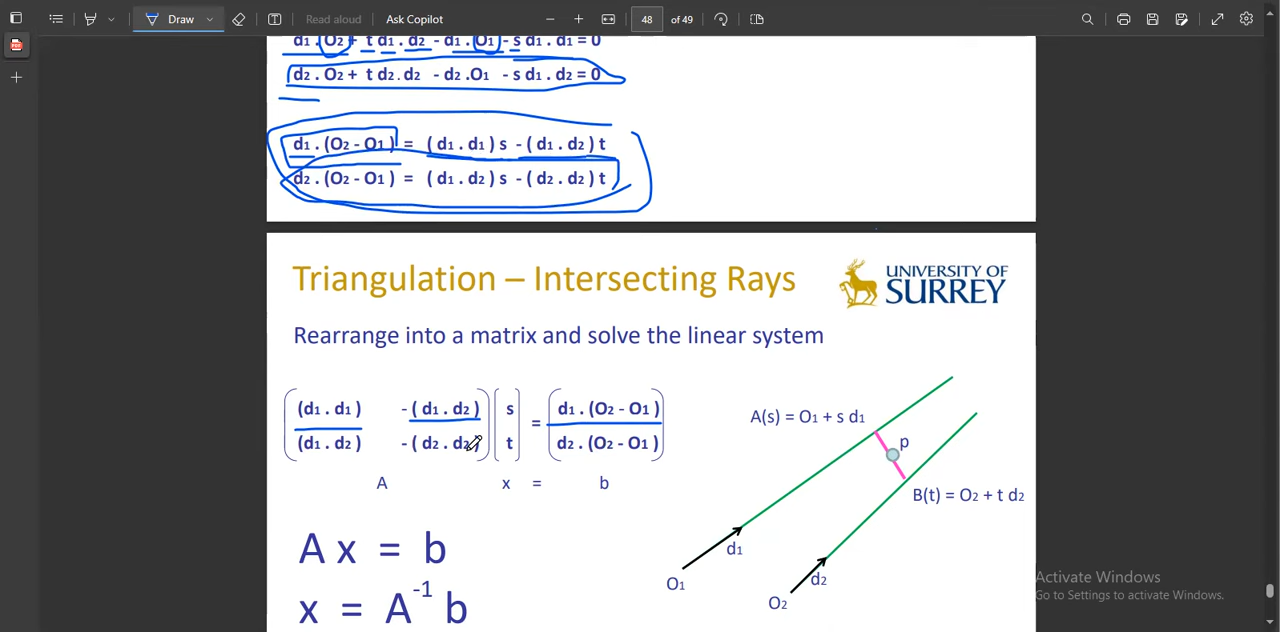 Draw
Read aloud
Ask Copilot
48
of 49
d1 . O2 + t d1 . d2 - d1 . O1 - s d1 . d1 = 0
d2 . O2 + t d2 . d2 - d2 .O1 - s d1 . d2 = 0
d1 . (O2 - O1) = ( d1 . d1 ) s - ( d1 . d2 ) t
d2 . (O2 - O1) = ( d1 . d2 ) s - ( d2 . d2 ) t
Triangulation – Intersecting Rays
UNIVERSITY OF
SURREY
Rearrange into a matrix and solve the linear system
(d1 . d1 ) - ( d1 . d2 ) s = d1 . (O2 - O1)
(d1 . d2 ) - ( d2 . d2 ) t d2 . (O2 - O1)
A x = b
A x = b
x = A-1 b
A(s) = O1 + s d1
p
B(t) = O2 + t d2
d1
O1
d2
O2
Activate Windows
Go to Settings to activate Windows.